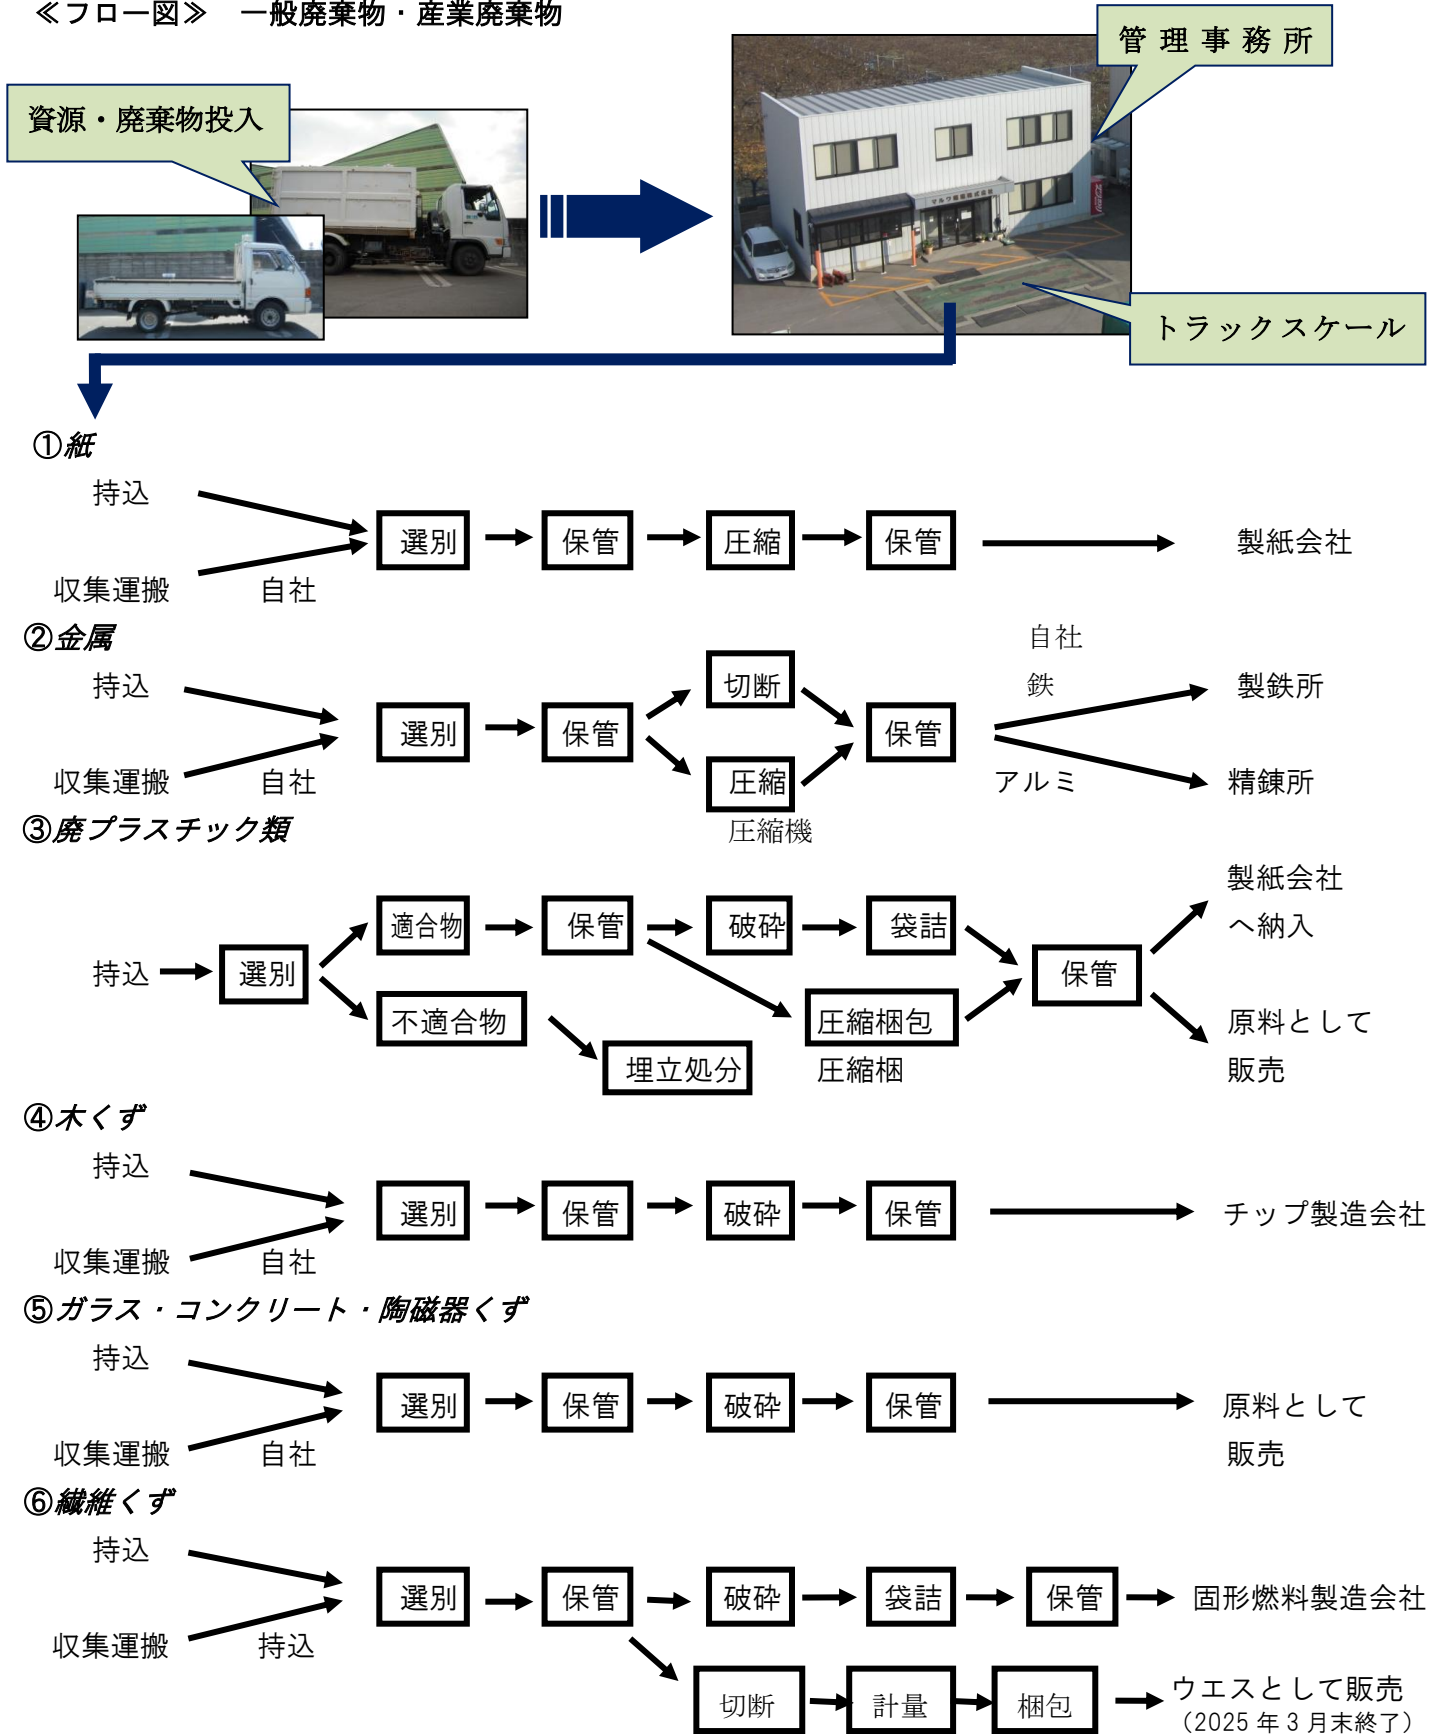 ≪フロー図≫　一般廃棄物・産業廃棄物
管理事務所
資源・廃棄物投入
トラックスケール
①紙
持込
選別 保管 圧縮 保管 製紙会社
収集運搬 自社
②金属
自社
持込 切断 鉄 製鉄所
選別 保管 保管
収集運搬 自社 圧縮 アルミ 精錬所
圧縮機
③廃プラスチック類
製紙会社
適合物 保管 破砕 袋詰 へ納入
持込 選別 保管
不適合物 圧縮梱包 原料として
埋立処分 圧縮梱 販売
④木くず
持込
選別 保管 破砕 保管 チップ製造会社
収集運搬 自社
⑤ガラス・コンクリート・陶磁器くず
持込
選別 保管 破砕 保管 原料として
収集運搬 自社 販売
⑥繊維くず
持込
選別 保管 破砕 袋詰 保管 固形燃料製造会社
収集運搬 持込
切断 計量 梱包 ウエスとして販売
（2025年3月末終了）